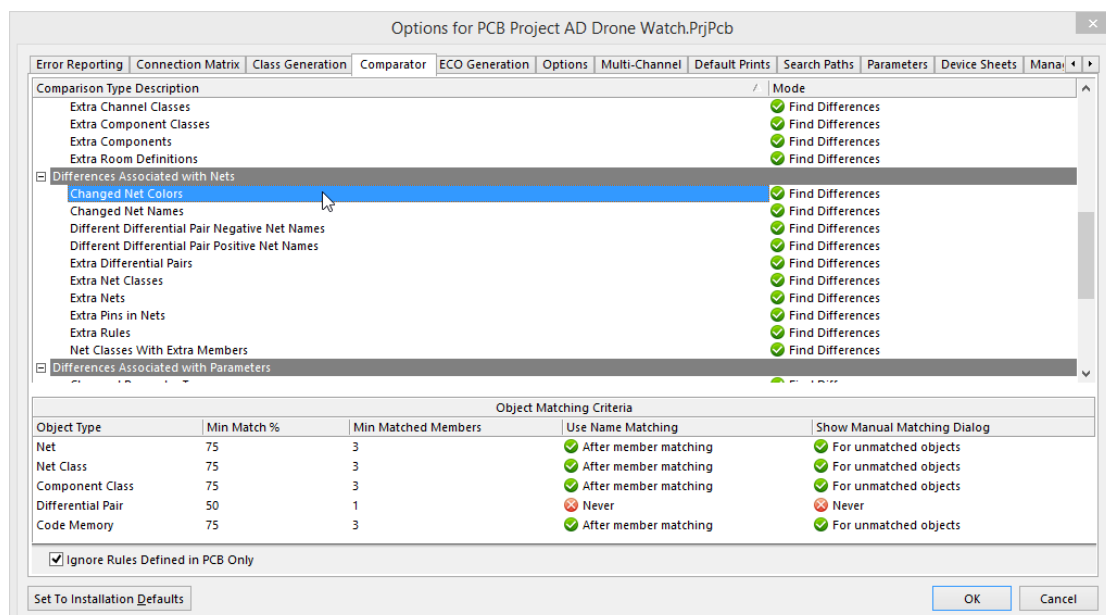 Options for PCB Project AD Drone Watch.PrjPcb
Error Reporting Connection Matrix Class Generation Comparator ECO Generation Options Multi-Channel Default Prints Search Paths Parameters Device Sheets
Comparison Type Description Mode
Extra Channel Classes Find Differences
Extra Component Classes Find Differences
Extra Components Find Differences
Extra Room Definitions Find Differences
Differences Associated with Nets
Changed Net Colors Find Differences
Changed Net Names Find Differences
Different Differential Pair Negative Net Names Find Differences
Different Differential Pair Positive Net Names Find Differences
Extra Differential Pairs Find Differences
Extra Net Classes Find Differences
Extra Nets Find Differences
Extra Pins in Nets Find Differences
Extra Rules Find Differences
Net Classes With Extra Members Find Differences
Differences Associated with Parameters
Object Matching Criteria
Object Type Min Match % Min Matched Members Use Name Matching Show Manual Matching Dialog
Net 75 3 After member matching For unmatched objects
Net Class 75 3 After member matching For unmatched objects
Component Class 75 3 After member matching For unmatched objects
Differential Pair 50 1 Never Never
Code Memory 75 3 After member matching For unmatched objects
Ignore Rules Defined in PCB Only
Set To Installation Defaults OK Cancel